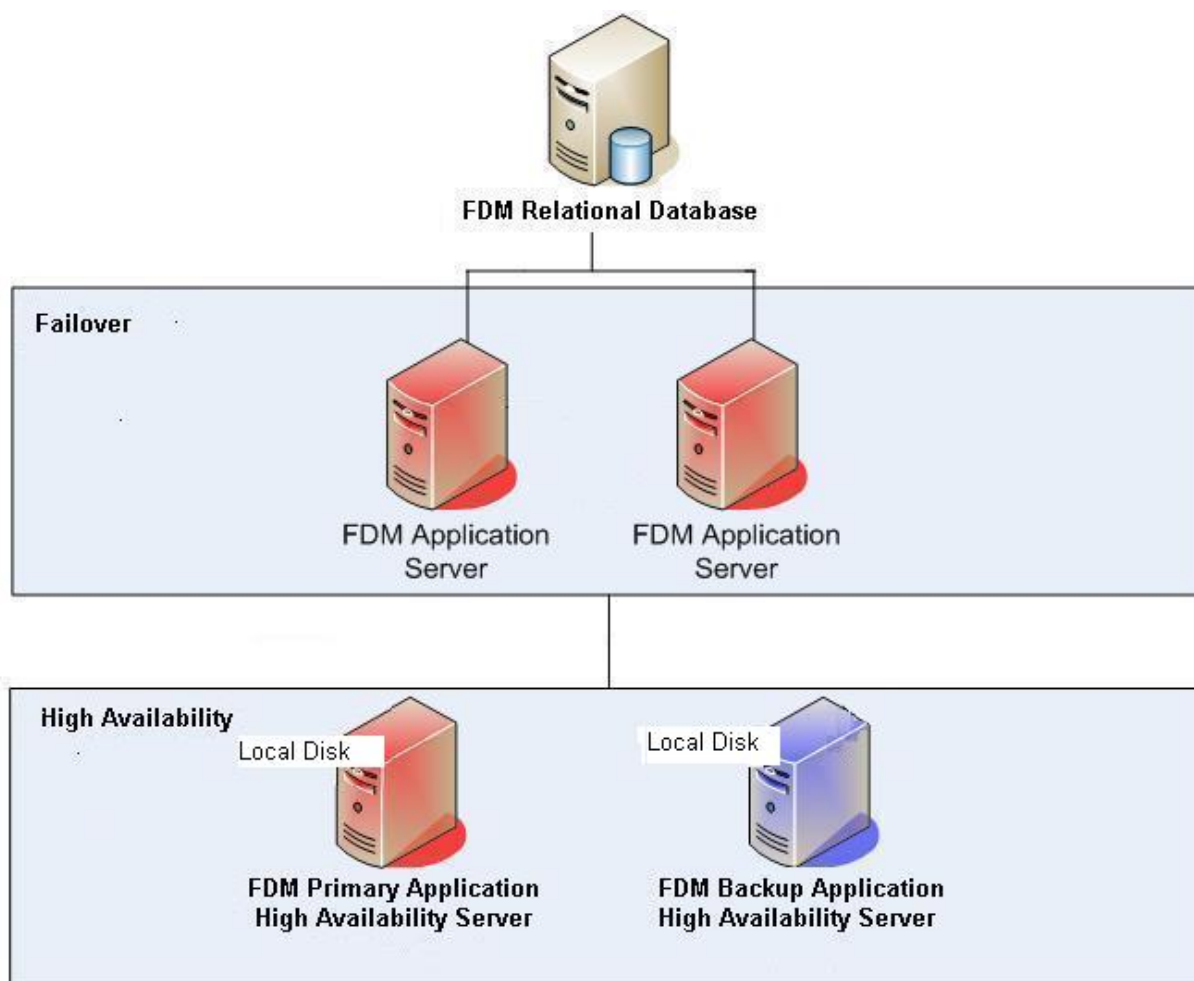 FDM Relational Database
Failover
FDM Application
Server
FDM Application
Server
High Availability
Local Disk
Local Disk
FDM Primary Application
High Availability Server
FDM Backup Application
High Availability Server